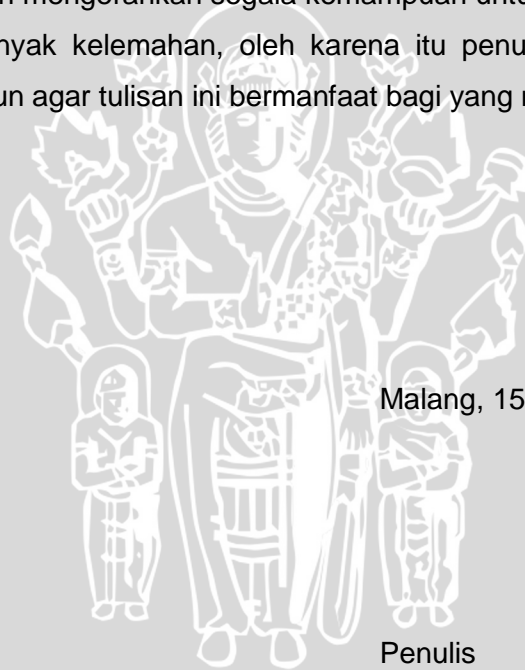 mengerahkan segala kemampuan untu
nyak kelemahan, oleh karena itu penu
un agar tulisan ini bermanfaat bagi yang
Malang, 15
Penulis